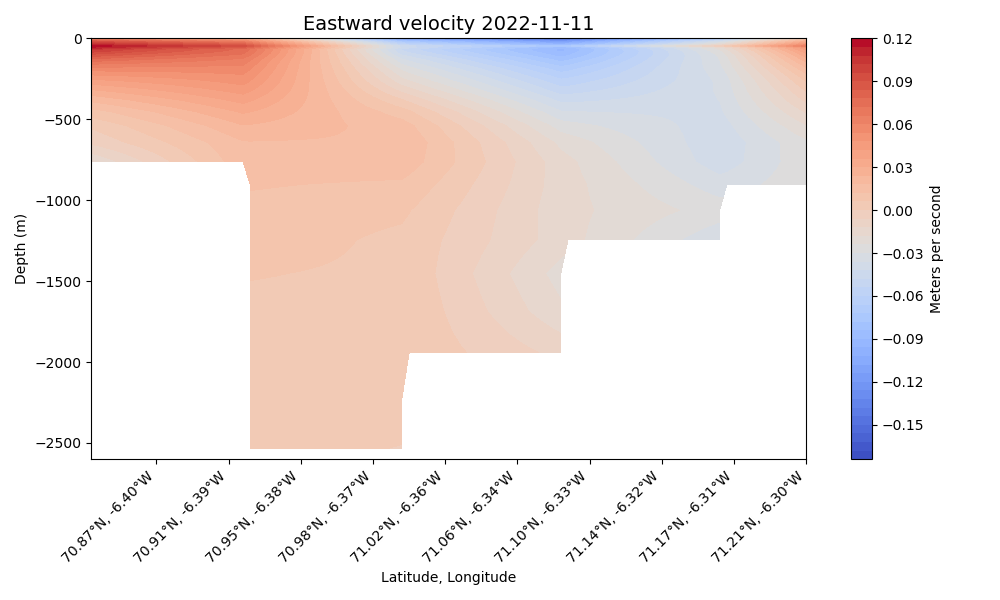 Eastward velocity 2022-11-11
0
−500
−1000
−1500
−2000
−2500
Depth (m)
70.87°N, -6.40°W
70.91°N, -6.39°W
70.95°N, -6.38°W
70.98°N, -6.37°W
71.02°N, -6.36°W
71.06°N, -6.34°W
71.10°N, -6.33°W
71.14°N, -6.32°W
71.17°N, -6.31°W
71.21°N, -6.30°W
Latitude, Longitude
0.12
0.09
0.06
0.03
0.00
−0.03
−0.06
−0.09
−0.12
−0.15
Meters per second